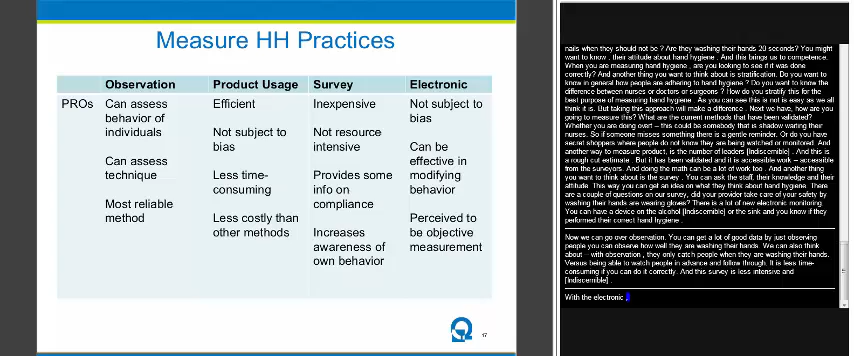 Measure HH Practices
Observation Product Usage Survey Electronic
PROs Can assess Efficient Inexpensive Not subject to
behavior of bias
individuals Not subject to Not resource
bias intensive Can be
Can assess effective in
technique Less time- Provides some modifying
consuming info on behavior
Most reliable compliance
method Less costly than Perceived to
other methods Increases be objective
awareness of measurement
own behavior
17
nails when they should not be ? Are they washing their hands 20 seconds? You might
want to know , their attitude about hand hygiene . And this brings us to competence.
When you are measuring hand hygiene , are you looking to see if it was done
correctly? And another thing you want to think about is stratification. Do you want to
know in general how people are adhering to hand hygiene ? Do you want to know the
difference between nurses or doctors or surgeons ? How do you stratify this for the
best purpose of measuring hand hygiene . As you can see this is not is easy as we all
think is. But taking this approach will make a difference . Next we have, how are you
going to measure this? What are the current methods that have been validated?
Whether you are doing overt – this could be somebody that is shadow waring their
nurses. So if someone misses something there is a gentle reminder. Or do you have
secret shoppers where people do not know they are being watched or monitored. And
another way to measure product, is the number of leaders [Indiscernible] . And this is
a rough cut estimate . But it has been validated and it is accessible work – accessible
from the surveyors. And doing the math can be a lot of work too . And another thing
you want to think about is the survey . You can ask the staff, their knowledge and their
attitude. This way you can get an idea on what they think about hand hygiene. There
are a couple of questions on our survey, did your provider take care of your safety by
washing their hands are wearing gloves? There is a lot of new electronic monitoring.
You can have a device on the alcohol [Indiscernible] or the sink and you know if they
performed their correct hand hygiene .
Now we can go over observation. You can get a lot of good data by just observing
people you can observe how well they are washing their hands. We can also think
about – with observation , they only catch people when they are washing their hands.
Versus being able to watch people in advance and follow through. It is less time-
consuming if you can do it correctly. And this survey is less intensive and
[Indiscernible] .
With the electronic ,